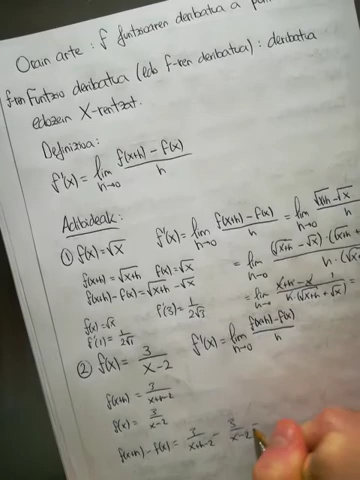 Orain arte: f funtzioaren deribatua a
f-ren Funtzio deribatua (edo f-ren deribatua): deribatua
edozein X-rentzat.
Definizioa:
f'(x) = lim h→0 f(x+h) - f(x) / h
Adibideak:
① f(x) = √x f'(x) = lim h→0 f(x+h) - f(x) / h = lim h→0 √x+h - √x / h
f(x+h) = √x+h f(x) = √x = lim h→0 (√x+h - √x)·(√x+h
f(x+h) - f(x) = √x+h - √x h·(√x
f'(3) = 1 / 2√3 = lim h→0 x+h - x / h·(√x+h + √x) =
f(x) = √x
f'(1) = 1 / 2√1
② f(x) = 3 / x-2 f'(x) = lim h→0 f(x+h) - f(x) / h
f(x+h) = 3 / x+h-2
f(x) = 3 / x-2
f(x+h) - f(x) = 3 / x+h-2 - 3 / x-2 =